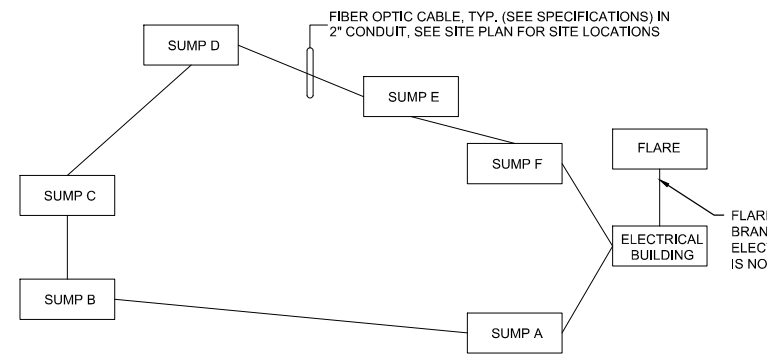 FIBER OPTIC CABLE, TYP. (SEE SPECIFICATIONS) IN
2" CONDUIT, SEE SITE PLAN FOR SITE LOCATIONS
SUMP D
SUMP E
SUMP F
FLARE
SUMP C
ELECTRICAL
BUILDING
SUMP B
SUMP A
IS